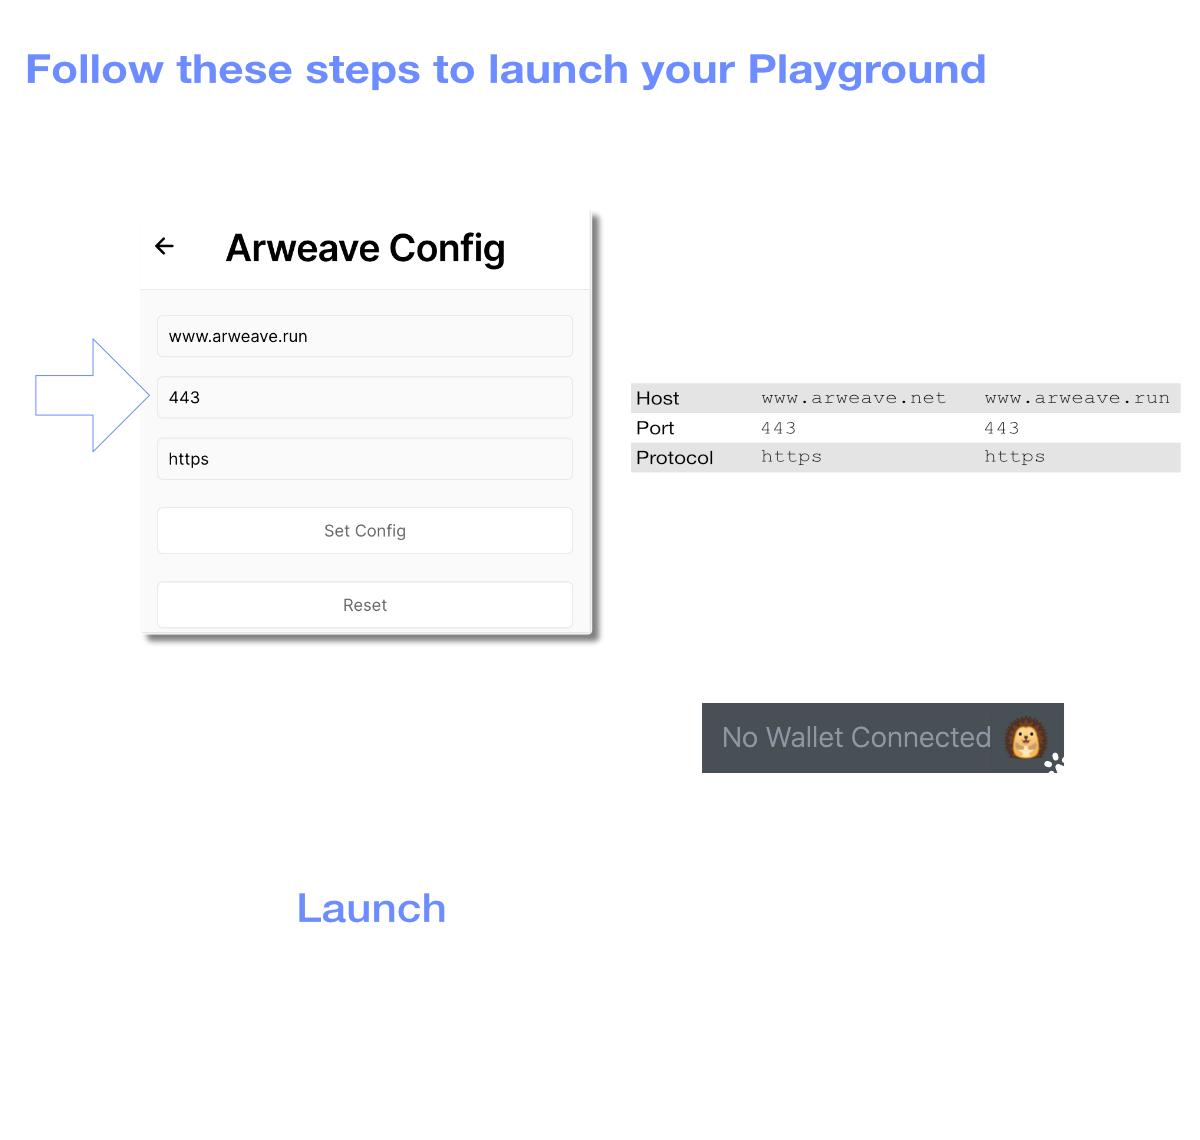 Follow these steps to launch your Playground
Arweave Config
www.arweave.run
443
https
Set Config
Reset
Host www.arweave.net www.arweave.run
Port 443 443
Protocol https https
No Wallet Connected
Launch